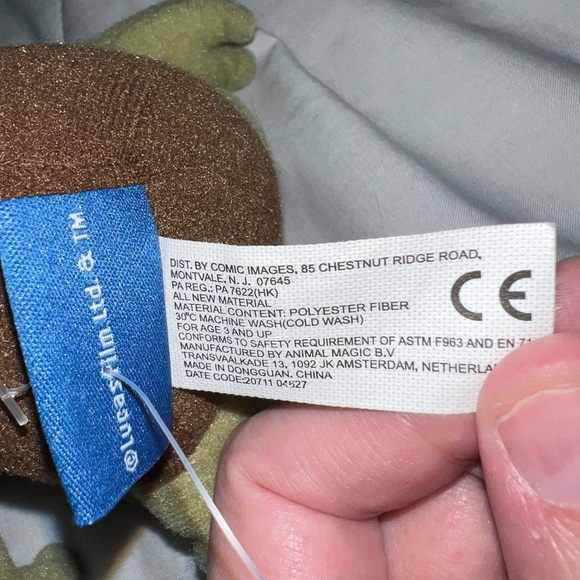 ©Lucasfilm Ltd. & TM.
DIST. BY COMIC IMAGES, 85 CHESTNUT RIDGE ROAD,
MONTVALE, N. J. 07645
PA REG.: PA 7622(HK)
ALL NEW MATERIAL
MATERIAL CONTENT: POLYESTER FIBER
30°C MACHINE WASH(COLD WASH)
FOR AGE 3 AND UP
CONFORMS TO SAFETY REQUIREMENT OF ASTM F963 AND EN 71
MANUFACTURED BY ANIMAL MAGIC B.V
TRANSVAALKADE 13, 1092 JK AMSTERDAM, NETHERLAN
MADE IN DONGGUAN. CHINA
DATE CODE:20711 04527
CE